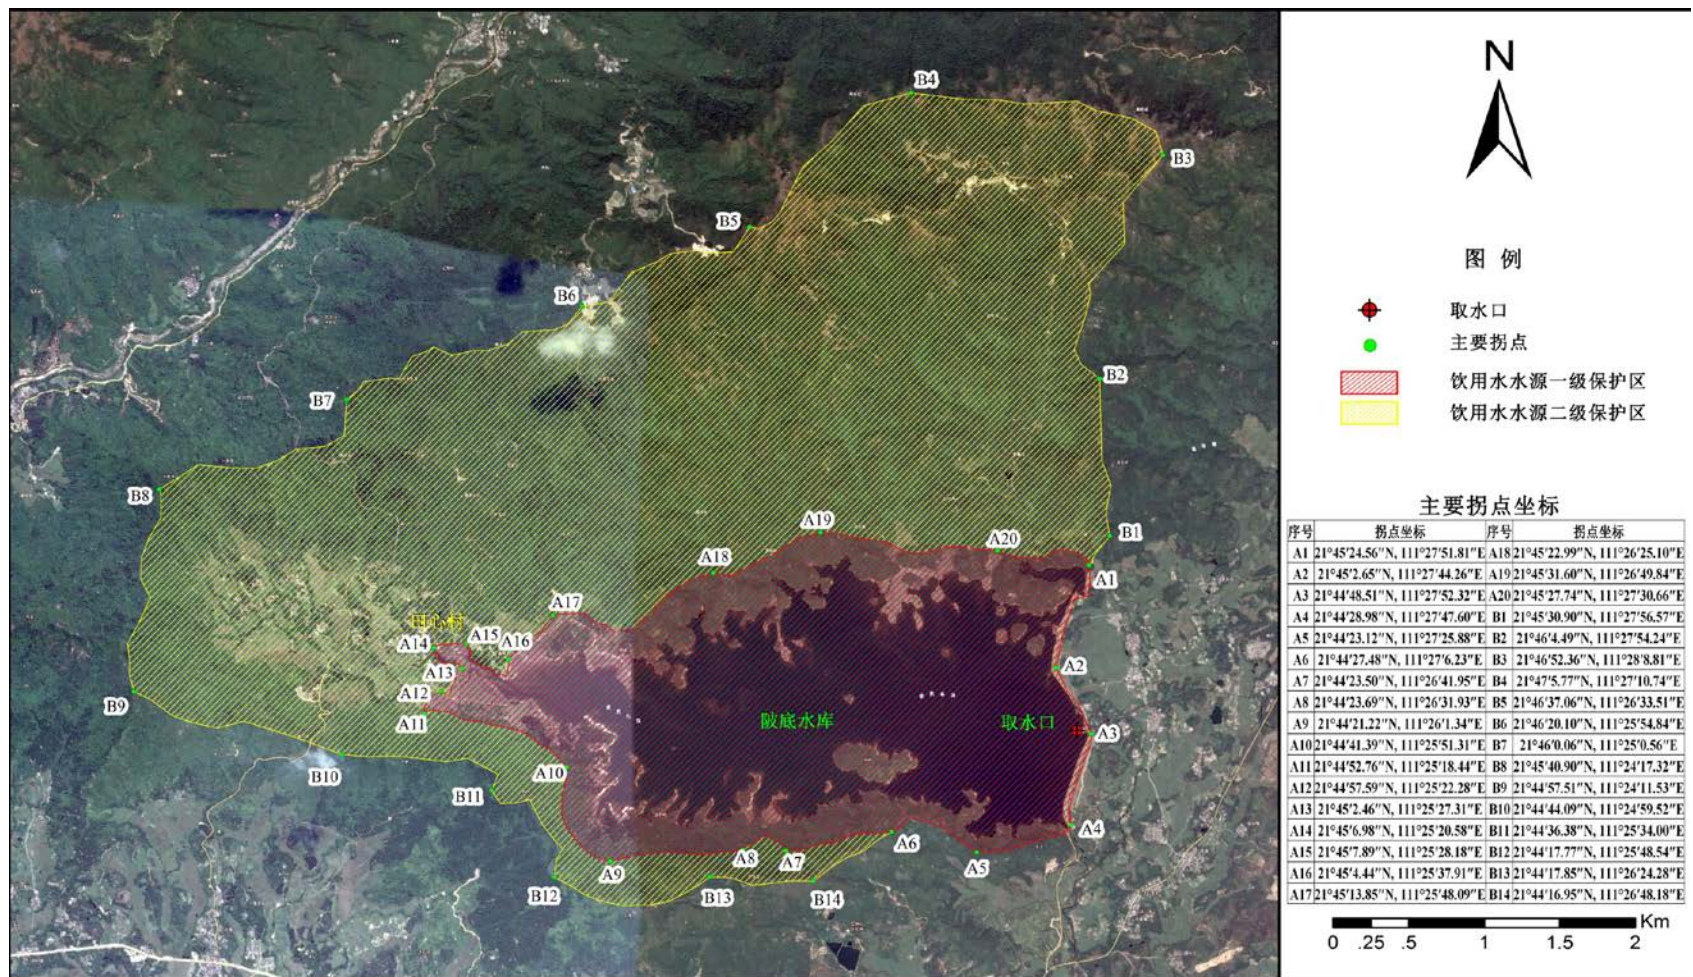 B4
B3
B5
B6
B2
B7
B8
B1
A19
A20
A18
A1
A17
田心村
A14
A15
A16
A13
A2
A12
B9
A11
陂底水库
取水口
A3
A10
B10
B11
A4
A6
A8
A7
A5
A9
B12
B13
B14
N
图 例
取水口
主要拐点
饮用水水源一级保护区
饮用水水源二级保护区
主要拐点坐标
序号 拐点坐标 序号 拐点坐标
A1 21°45′24.56″N, 111°27′51.81″E A18 21°45′22.99″N, 111°26′25.10″E
A2 21°45′2.65″N, 111°27′44.26″E A19 21°45′31.60″N, 111°26′49.84″E
A3 21°44′48.51″N, 111°27′52.32″E A20 21°45′27.74″N, 111°27′30.66″E
A4 21°44′28.98″N, 111°27′47.60″E B1 21°45′30.90″N, 111°27′56.57″E
A5 21°44′23.12″N, 111°27′25.88″E B2 21°46′4.49″N, 111°27′54.24″E
A6 21°44′27.48″N, 111°27′6.23″E B3 21°46′52.36″N, 111°28′8.81″E
A7 21°44′23.50″N, 111°26′41.95″E B4 21°47′5.77″N, 111°27′10.74″E
A8 21°44′23.69″N, 111°26′31.93″E B5 21°46′37.06″N, 111°26′33.51″E
A9 21°44′21.22″N, 111°26′1.34″E B6 21°46′20.10″N, 111°25′54.84″E
A10 21°44′41.39″N, 111°25′51.31″E B7 21°46′0.06″N, 111°25′0.56″E
A11 21°44′52.76″N, 111°25′18.44″E B8 21°45′40.90″N, 111°24′17.32″E
A12 21°44′57.59″N, 111°25′22.28″E B9 21°44′57.51″N, 111°24′11.53″E
A13 21°45′2.46″N, 111°25′27.31″E B10 21°44′44.09″N, 111°24′59.52″E
A14 21°45′6.98″N, 111°25′20.58″E B11 21°44′36.38″N, 111°25′34.00″E
A15 21°45′7.89″N, 111°25′28.18″E B12 21°44′17.77″N, 111°25′48.54″E
A16 21°45′4.44″N, 111°25′37.91″E B13 21°44′17.85″N, 111°26′24.28″E
A17 21°45′13.85″N, 111°25′48.09″E B14 21°44′16.95″N, 111°26′48.18″E
Km
0 .25 .5 1 1.5 2